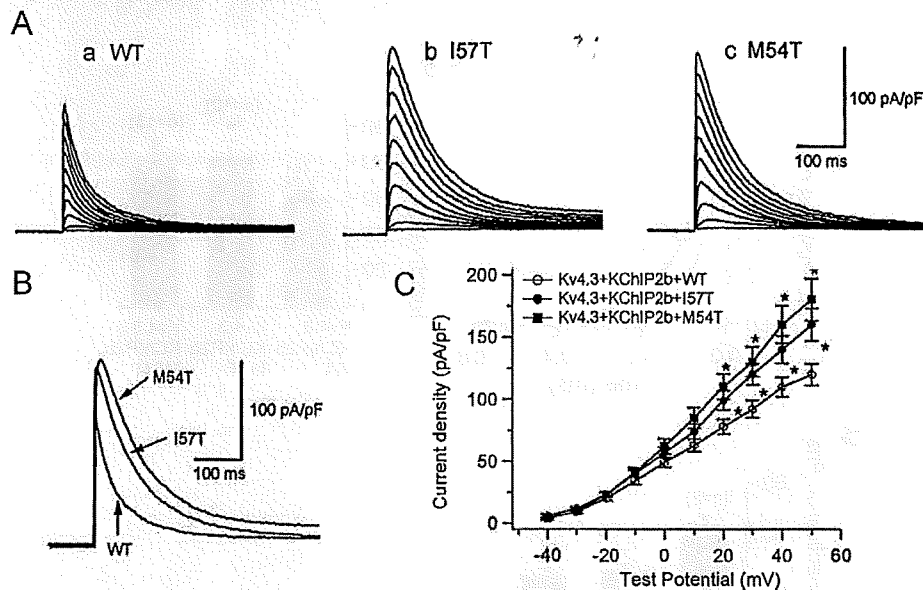 A
a WT
b I57T
c M54T
100 pA/pF
100 ms
B
M54T
I57T
WT
100 pA/pF
100 ms
C
Kv4.3+KChIP2b+WT
Kv4.3+KChIP2b+I57T
Kv4.3+KChIP2b+M54T
Current density (pA/pF)
200
150
100
50
0
-40
-20
0
20
40
60
Test Potential (mV)